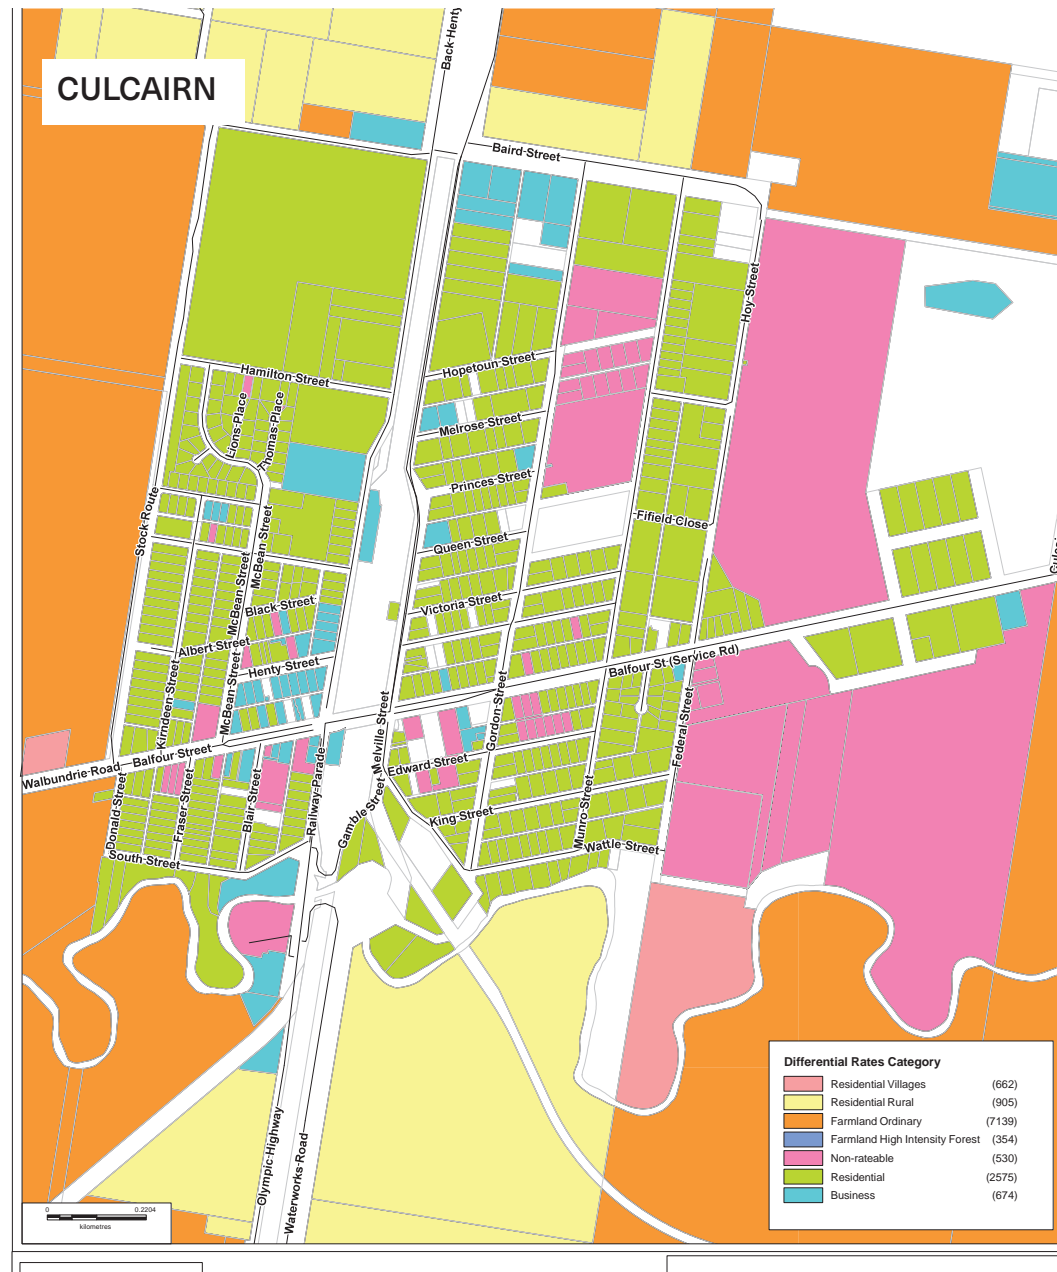 Back-Henty
CULCAIRN
Baird Street
Hoy-Street
Hopetoun Street
Hamilton Street
Lions-Place
Thomas-Place
Melrose Street
Princes Street
Stock-Route
Fifield Close
Queen Street
McBean-Street
McBean-Street
Black-Street
Victoria Street
Albert Street
Henty-Street
Balfour St (Service Rd)
Kirndeen-Street
McBean-Street
Gordon-Street
Federal-Street
Melville Street
Walbundrie-Road
Balfour Street
Edward-Street
Railway-Parade
Gamble Street
Donald-Street
Fraser-Street
Blair-Street
King-Street
Munro-Street
South-Street
Wattle Street
Olympic-Highway
Waterworks-Road
Differential Rates Category
Residential Villages (662)
Residential Rural (905)
Farmland Ordinary (7139)
Farmland High Intensity Forest (354)
Non-rateable (530)
Residential (2575)
Business (674)
0 0.2204
kilometres